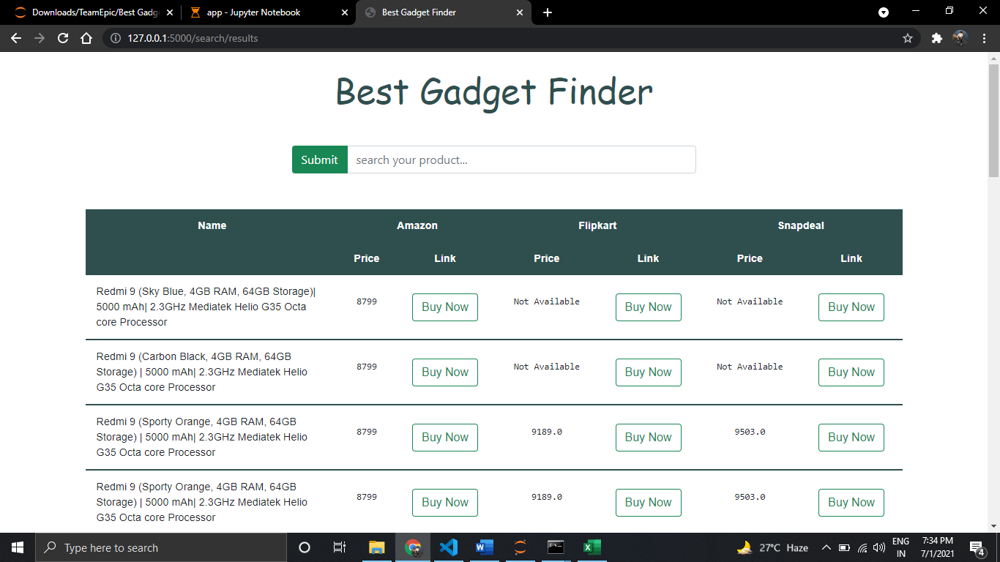 Downloads/TeamEpic/Best Gadg
app - Jupyter Notebook
Best Gadget Finder
127.0.0.1:5000/search/results
Best Gadget Finder
Submit search your product...
Name Amazon Flipkart Snapdeal
Price Link Price Link Price Link
Redmi 9 (Sky Blue, 4GB RAM, 64GB Storage)|
5000 mAh| 2.3GHz Mediatek Helio G35 Octa
core Processor
8799 Buy Now Not Available Buy Now Not Available Buy Now
Redmi 9 (Carbon Black, 4GB RAM, 64GB
Storage) | 5000 mAh| 2.3GHz Mediatek Helio
G35 Octa core Processor
8799 Buy Now Not Available Buy Now Not Available Buy Now
Redmi 9 (Sporty Orange, 4GB RAM, 64GB
Storage) | 5000 mAh| 2.3GHz Mediatek Helio
G35 Octa core Processor
8799 Buy Now 9189.0 Buy Now 9503.0 Buy Now
Redmi 9 (Sporty Orange, 4GB RAM, 64GB
Storage) | 5000 mAh| 2.3GHz Mediatek Helio
G35 Octa core Processor
8799 Buy Now 9189.0 Buy Now 9503.0 Buy Now
Type here to search
27°C Haze
ENG
IN
7:34 PM
7/1/2021
4